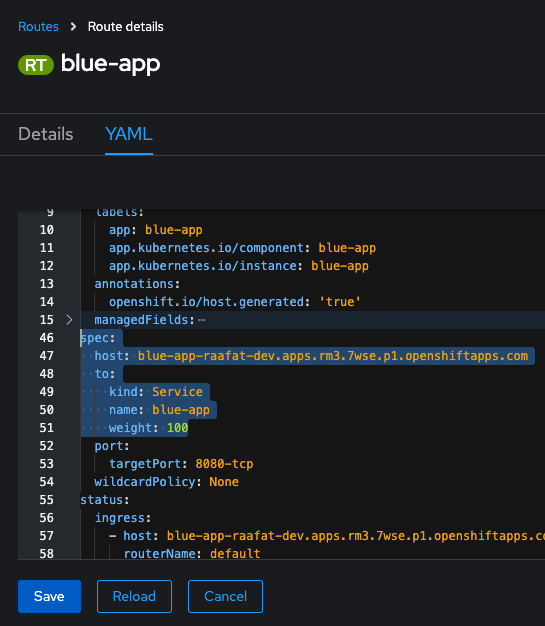 Routes > Route details
RT blue-app
Details YAML
9 labels:
10 app: blue-app
11 app.kubernetes.io/component: blue-app
12 app.kubernetes.io/instance: blue-app
13 annotations:
14 openshift.io/host.generated: 'true'
15 > managedFields: ⋯
46 spec:
47 host: blue-app-raafat-dev.apps.rm3.7wse.p1.openshiftapps.com
48 to:
49 kind: Service
50 name: blue-app
51 weight: 100
52 port:
53 targetPort: 8080-tcp
54 wildcardPolicy: None
55 status:
56 ingress:
57 - host: blue-app-raafat-dev.apps.rm3.7wse.p1.openshiftapps.co
58 routerName: default
Save Reload Cancel